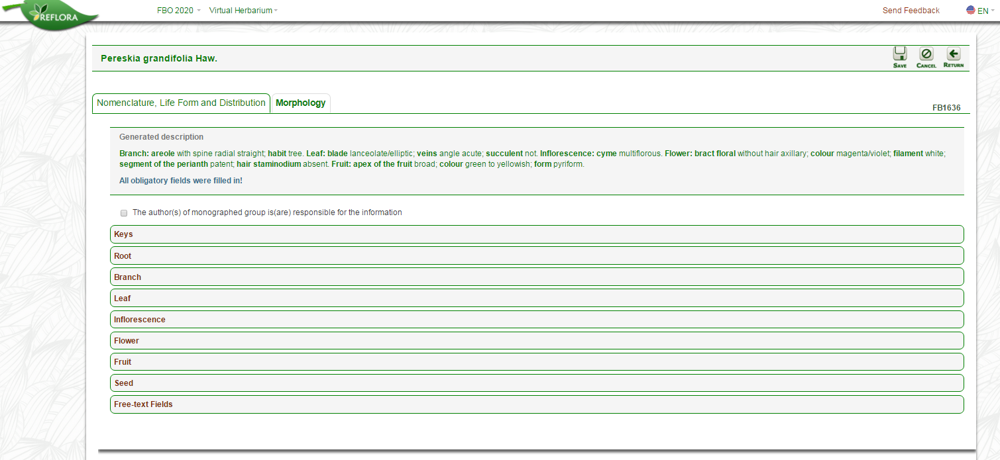 REFLORA
FBO 2020 Virtual Herbarium Send Feedback EN
Pereskia grandifolia Haw.
SAVE CANCEL RETURN
Nomenclature, Life Form and Distribution Morphology
FB1636
Generated description
Branch: areole with spine radial straight; habit tree. Leaf: blade lanceolate/elliptic; veins angle acute; succulent not. Inflorescence: cyme multiflorous. Flower: bract floral without hair axillary; colour magenta/violet; filament white;
segment of the perianth patent; hair staminodium absent. Fruit: apex of the fruit broad; colour green to yellowish; form pyriform.
All obligatory fields were filled in!
The author(s) of monographed group is(are) responsible for the information
Keys
Root
Branch
Leaf
Inflorescence
Flower
Fruit
Seed
Free-text Fields